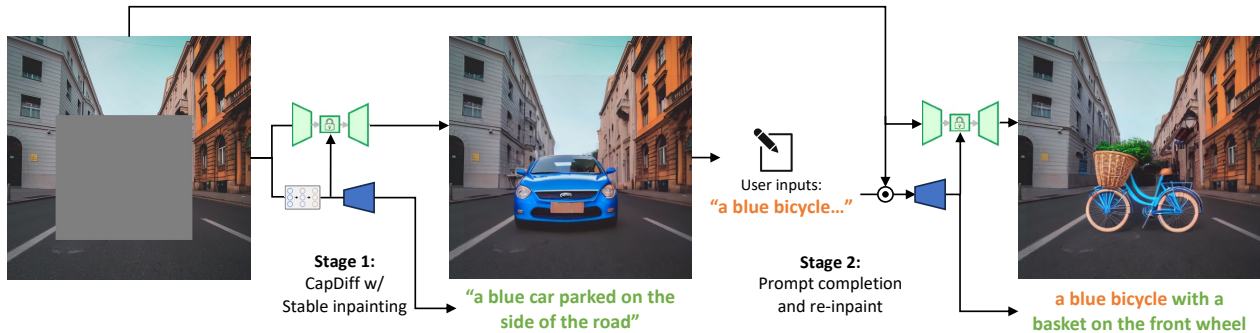 Stage 1:
CapDiff w/
Stable inpainting
“a blue car parked on the
side of the road”
User inputs:
“a blue bicycle…”
Stage 2:
Prompt completion
and re-inpaint
a blue bicycle with a
basket on the front wheel